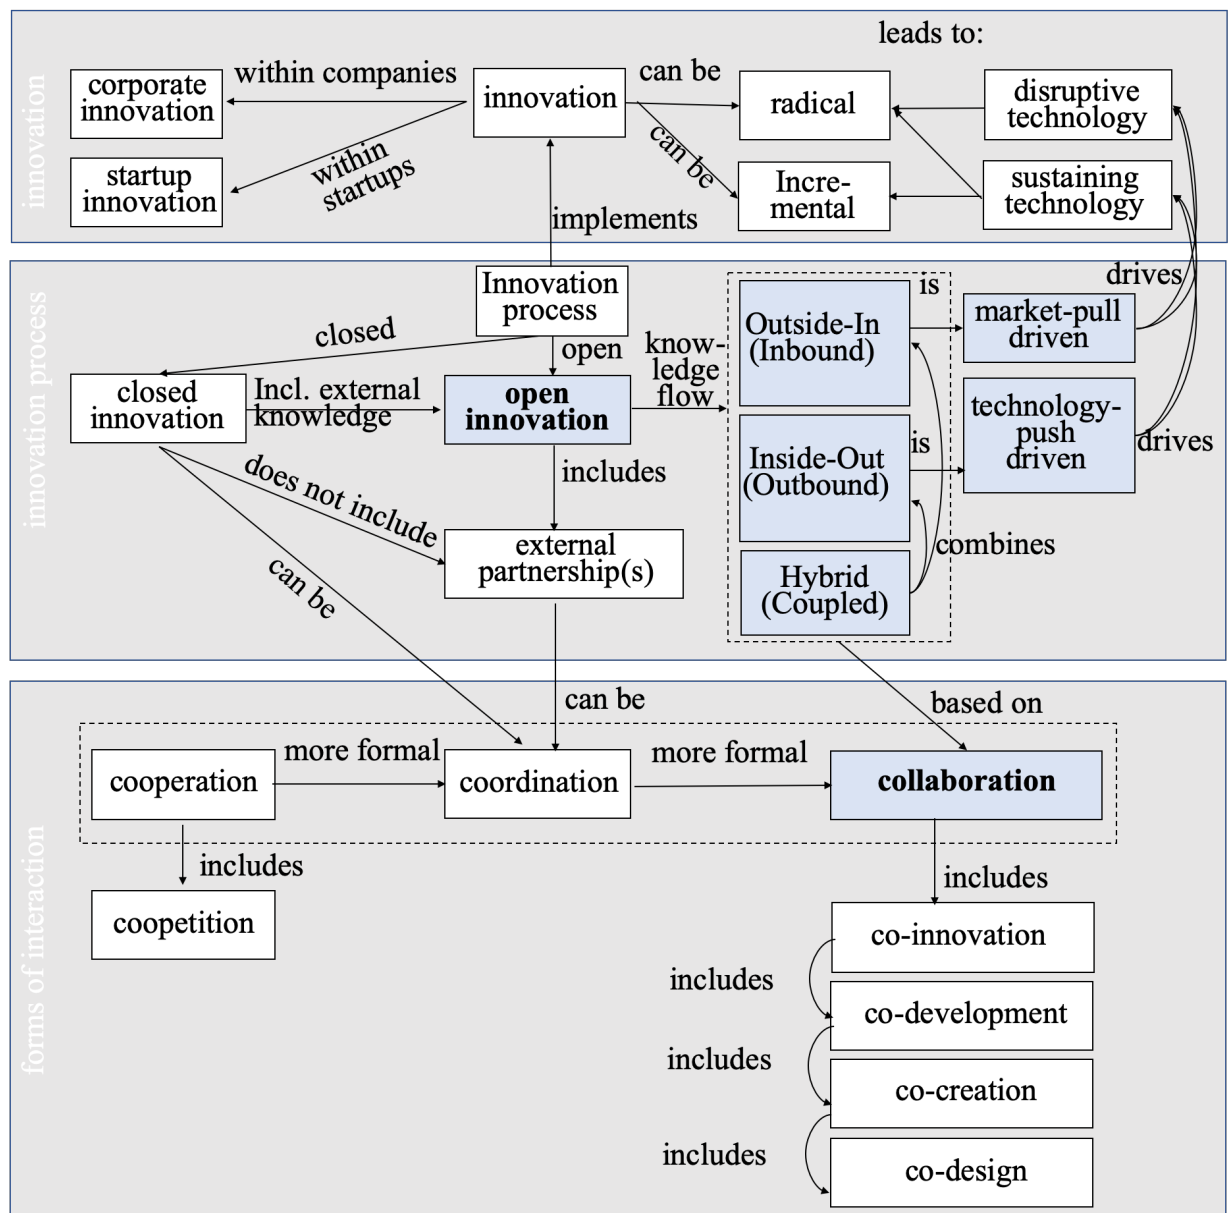 innovation
leads to:
corporate
innovation
within companies
innovation
can be
radical
disruptive
technology
startup
innovation
within
startups
can be
Incre-
mental
sustaining
technology
implements
innovation process
Innovation
process
closed
open
know-
ledge
flow
is
Outside-In
(Inbound)
market-pull
driven
drives
closed
innovation
Incl. external
knowledge
open
innovation
is
Inside-Out
(Outbound)
technology-
push
driven
drives
includes
does not include
external
partnership(s)
combines
Hybrid
(Coupled)
can be
can be
based on
forms of interaction
cooperation
more formal
coordination
more formal
collaboration
includes
coopetition
includes
co-innovation
includes
co-development
includes
co-creation
includes
co-design